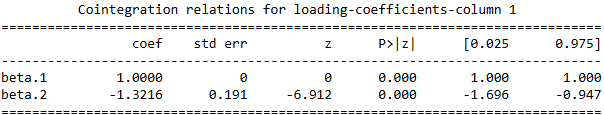 Cointegration relations for loading-coefficients-column 1
==============================================================================
                 coef    std err          z      P>|z|      [0.025      0.975]
------------------------------------------------------------------------------
beta.1         1.0000          0          0      0.000       1.000       1.000
beta.2        -1.3216      0.191     -6.912      0.000      -1.696      -0.947
==============================================================================